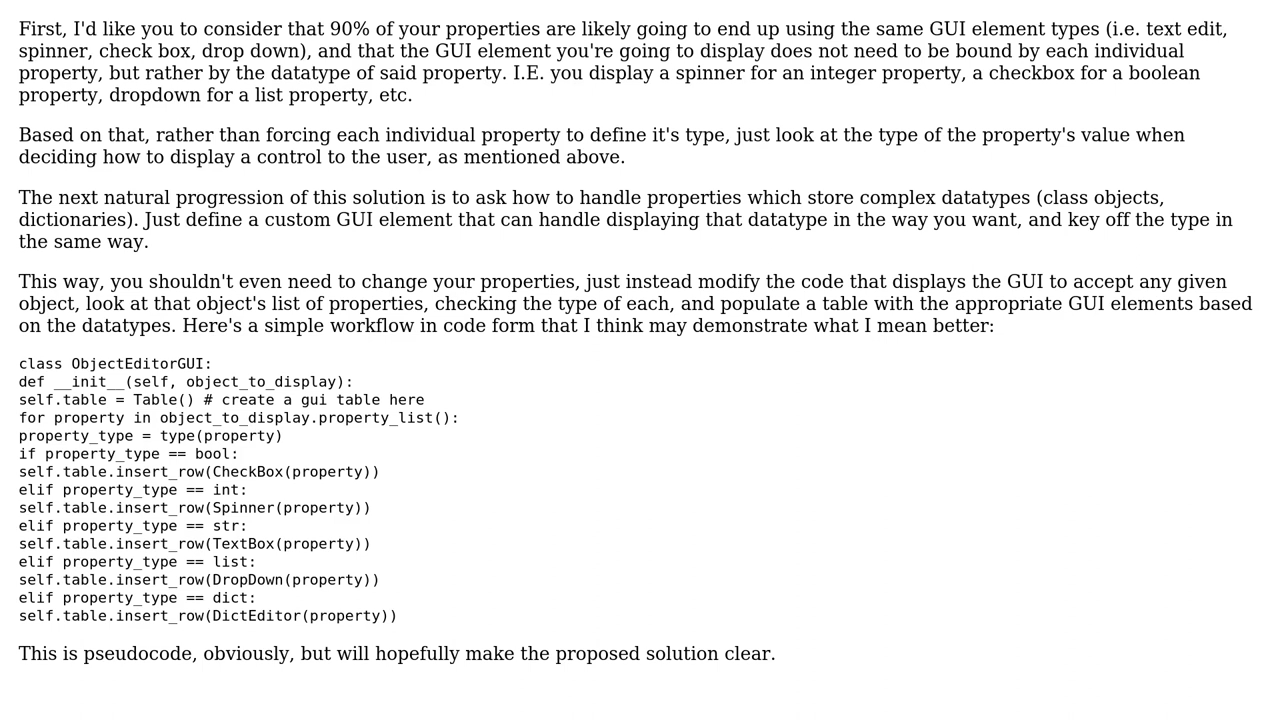 First, I'd like you to consider that 90% of your properties are likely going to end up using the same GUI element types (i.e. text edit,
spinner, check box, drop down), and that the GUI element you're going to display does not need to be bound by each individual
property, but rather by the datatype of said property. I.E. you display a spinner for an integer property, a checkbox for a boolean
property, dropdown for a list property, etc.
Based on that, rather than forcing each individual property to define it's type, just look at the type of the property's value when
deciding how to display a control to the user, as mentioned above.
The next natural progression of this solution is to ask how to handle properties which store complex datatypes (class objects,
dictionaries). Just define a custom GUI element that can handle displaying that datatype in the way you want, and key off the type in
the same way.
This way, you shouldn't even need to change your properties, just instead modify the code that displays the GUI to accept any given
object, look at that object's list of properties, checking the type of each, and populate a table with the appropriate GUI elements based
on the datatypes. Here's a simple workflow in code form that I think may demonstrate what I mean better:
class ObjectEditorGUI:
def __init__(self, object_to_display):
self.table = Table() # create a gui table here
for property in object_to_display.property_list():
property_type = type(property)
if property_type == bool:
self.table.insert_row(CheckBox(property))
elif property_type == int:
self.table.insert_row(Spinner(property))
elif property_type == str:
self.table.insert_row(TextBox(property))
elif property_type == list:
self.table.insert_row(DropDown(property))
elif property_type == dict:
self.table.insert_row(DictEditor(property))
This is pseudocode, obviously, but will hopefully make the proposed solution clear.